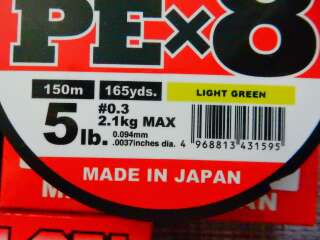 PE×8
150m 165yds. LIGHT GREEN
5lb. #0.3
2.1kg MAX
0.094mm
.0037inches dia.
4 968813 431595
MADE IN JAPAN